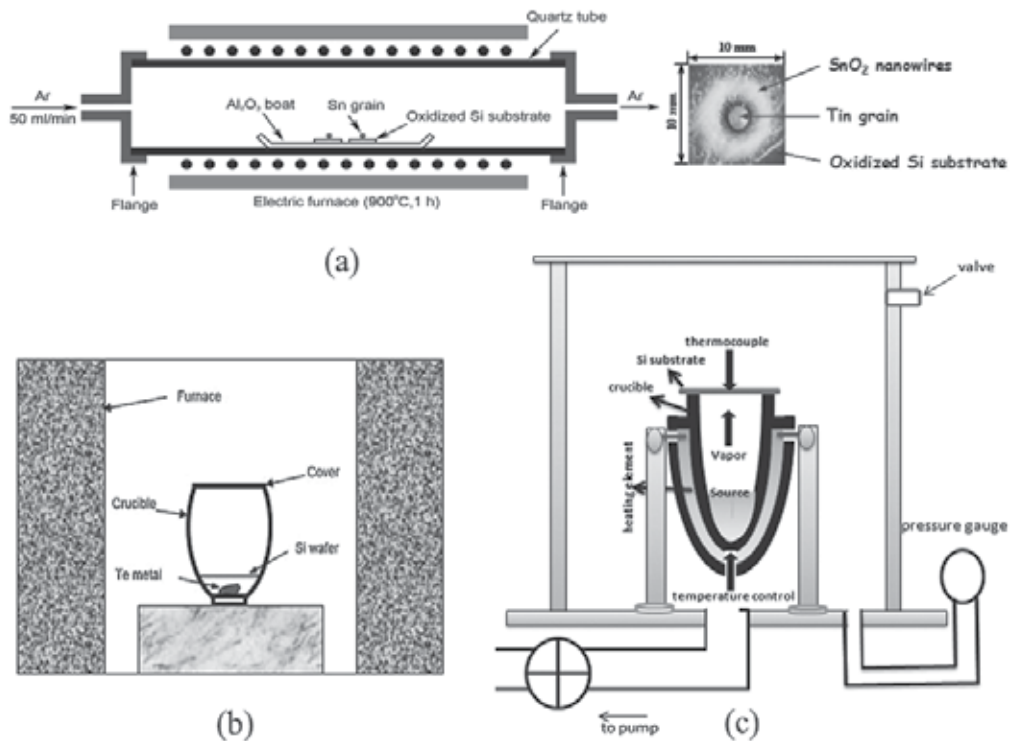 Quartz tube
Ar
50 ml/min
Al₂O₃ boat
Sn grain
Oxidized Si substrate
Ar
Flange
Electric furnace (900°C,1 h)
Flange
10 mm
10 mm
SnO₂ nanowires
Tin grain
Oxidized Si substrate
(a)
Furnace
Cover
Crucible
Si wafer
Te metal
(b)
valve
thermocouple
Si substrate
crucible
Vapor
Source
heating element
pressure gauge
temperature control
to pump
(c)